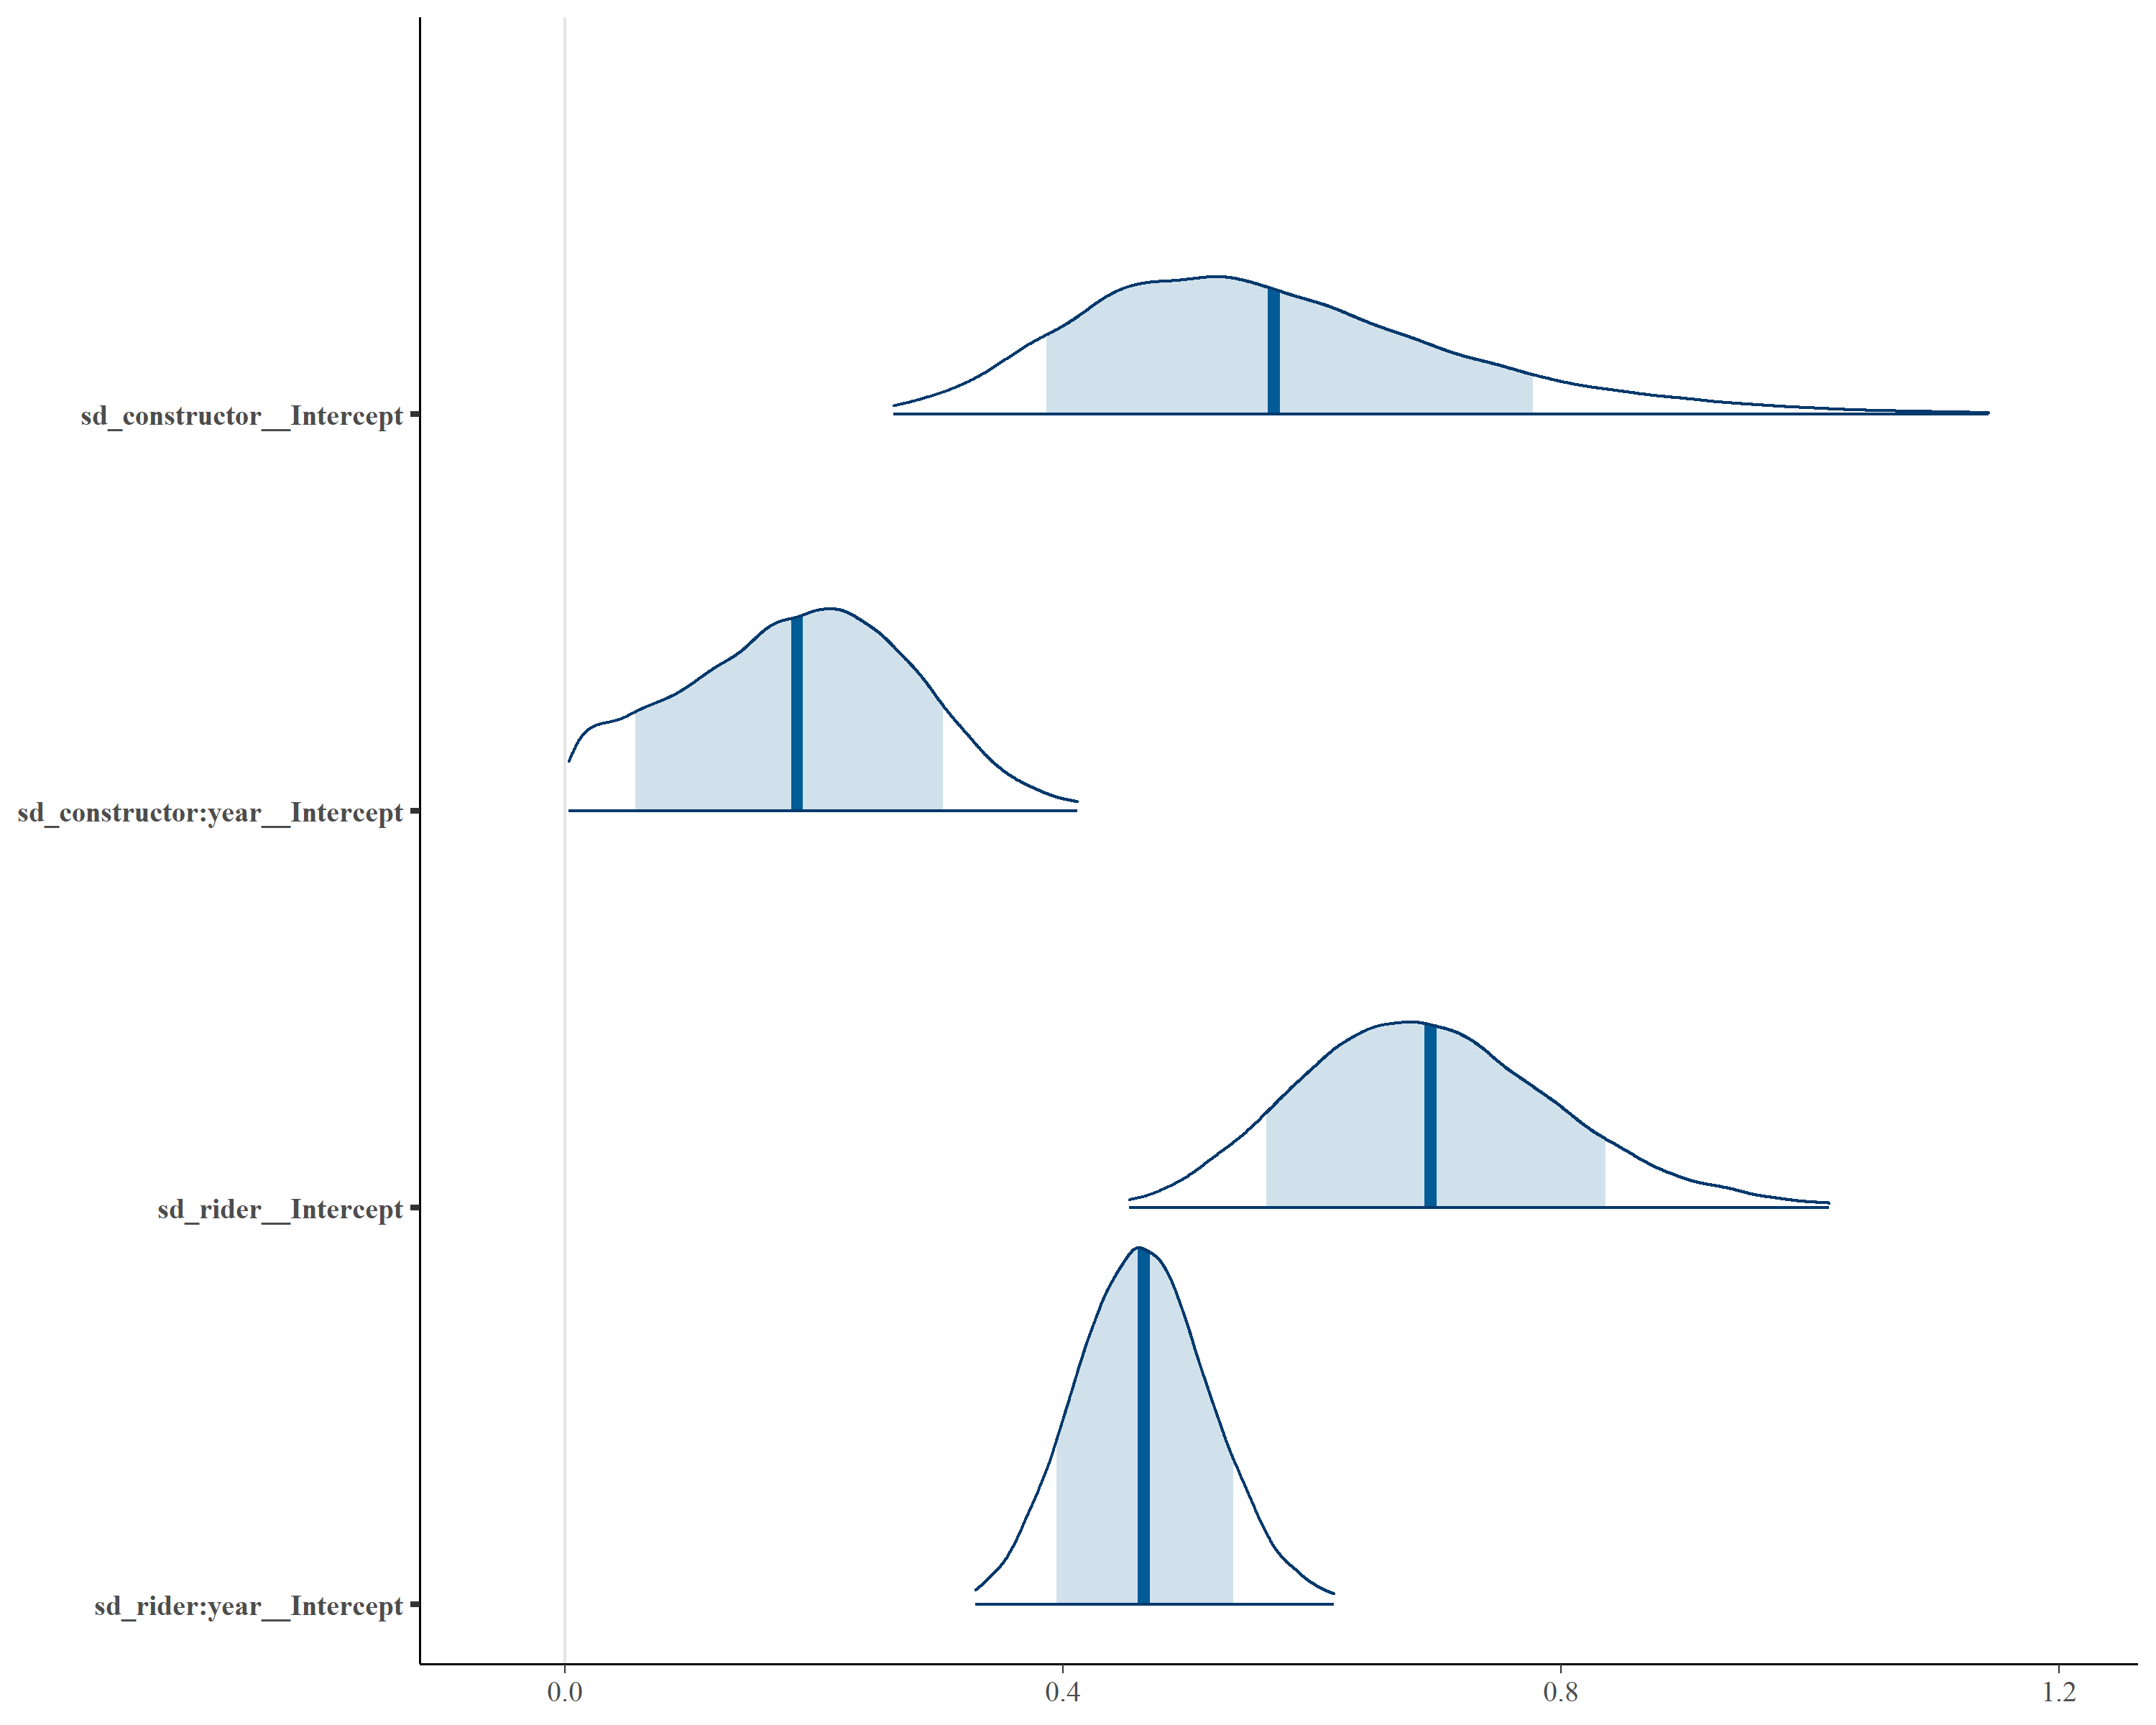 sd_constructor__Intercept
sd_constructor:year__Intercept
sd_rider__Intercept
sd_rider:year__Intercept
0.0 0.4 0.8 1.2